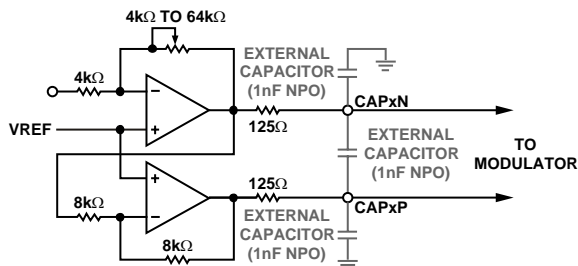 4kΩ TO 64kΩ
4kΩ
VREF
EXTERNAL
CAPACITOR
(1nF NPO)
125Ω
CAPxN
EXTERNAL
CAPACITOR
(1nF NPO)
TO
MODULATOR
125Ω
CAPxP
8kΩ
8kΩ
EXTERNAL
CAPACITOR
(1nF NPO)